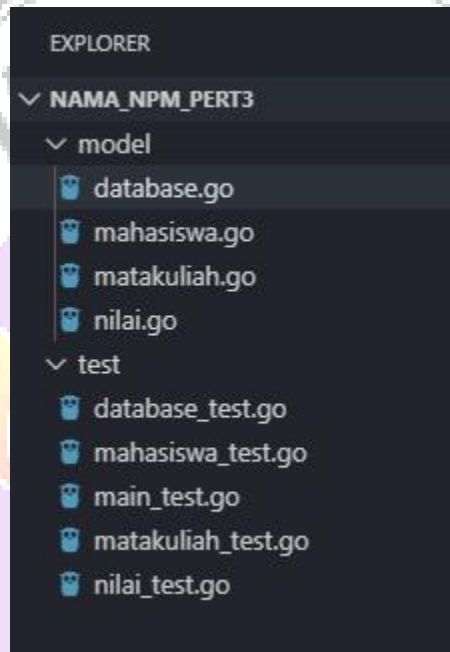 EXPLORER
NAMA_NPM_PERT3
model
database.go
mahasiswa.go
matakuliah.go
nilai.go
test
database_test.go
mahasiswa_test.go
main_test.go
matakuliah_test.go
nilai_test.go